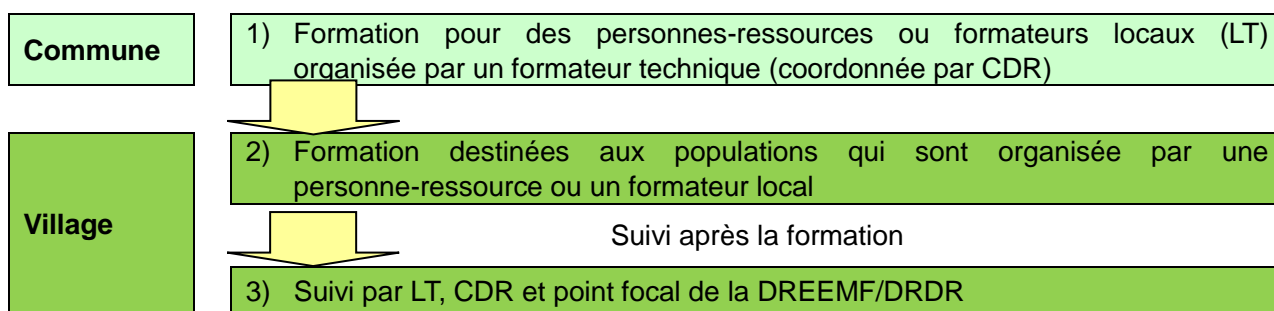 Commune
1) Formation pour des personnes-ressources ou formateurs locaux (LT)
organisée par un formateur technique (coordonnée par CDR)
Village
2) Formation destinées aux populations qui sont organisée par une
personne-ressource ou un formateur local
Suivi après la formation
3) Suivi par LT, CDR et point focal de la DREEMF/DRDR